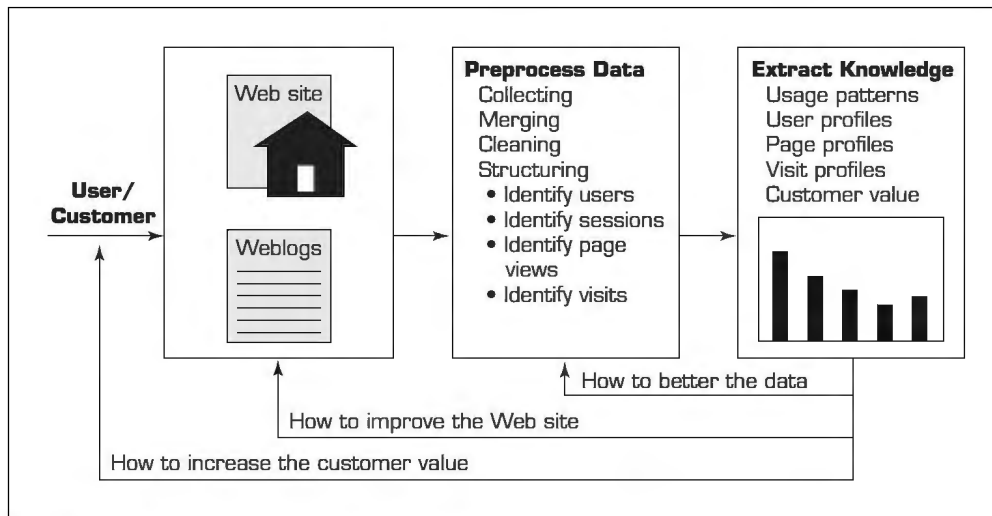 User/
Customer
Web site
Weblogs
Preprocess Data
Collecting
Merging
Cleaning
Structuring
• Identify users
• Identify sessions
• Identify page
views
• Identify visits
Extract Knowledge
Usage patterns
User profiles
Page profiles
Visit profiles
Customer value
How to better the data
How to improve the Web site
How to increase the customer value